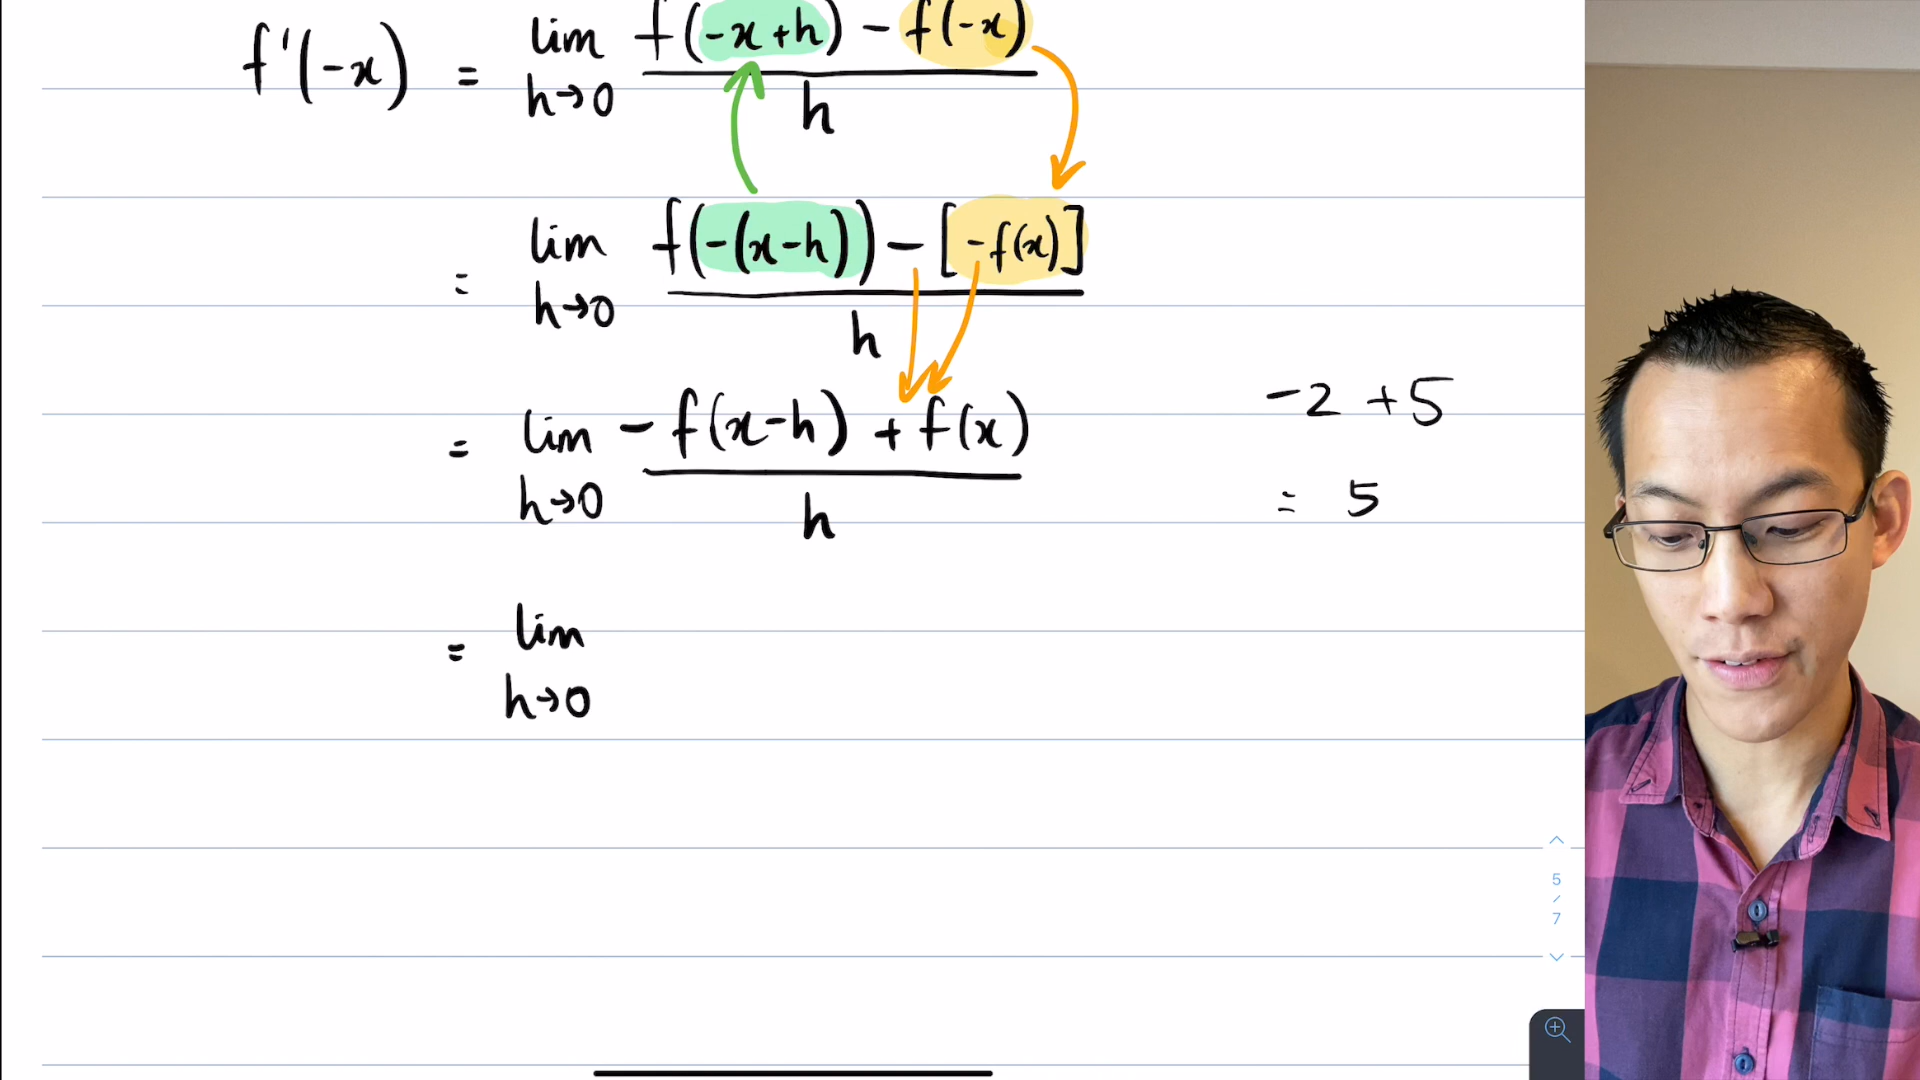 f'(-x) = lim h→0 f(-x+h) - f(-x) / h
= lim h→0 f(-(x-h)) - [-f(x)] / h
= lim h→0 -f(x-h) + f(x) / h
-2 +5
= 5
= lim h→0
5 / 7